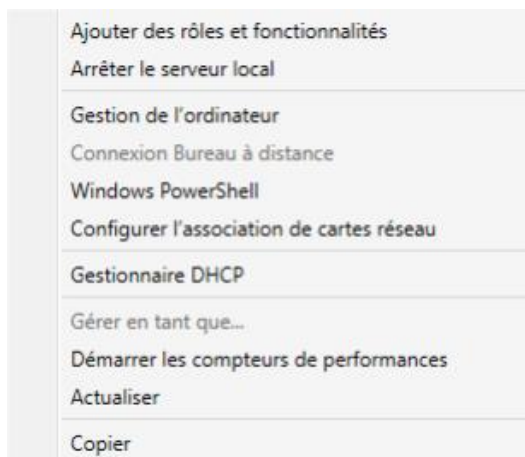 Ajouter des rôles et fonctionnalités
Arrêter le serveur local
Gestion de l'ordinateur
Connexion Bureau à distance
Windows PowerShell
Configurer l'association de cartes réseau
Gestionnaire DHCP
Gérer en tant que...
Démarrer les compteurs de performances
Actualiser
Copier